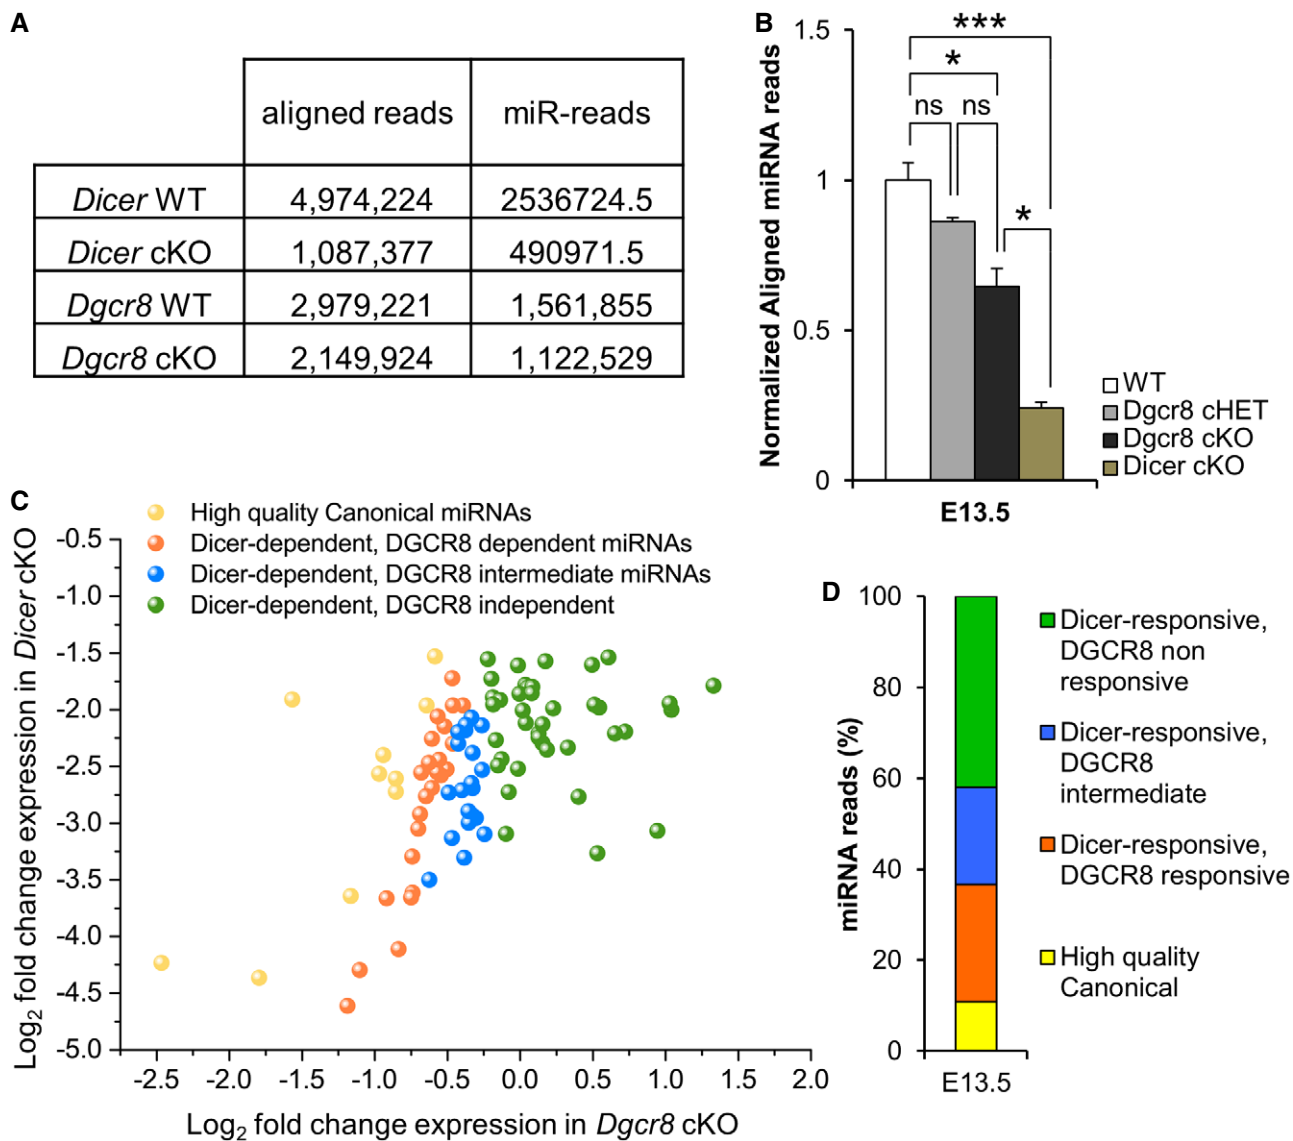 A
aligned reads miR-reads
Dicer WT 4,974,224 2536724.5
Dicer cKO 1,087,377 490971.5
Dgcr8 WT 2,979,221 1,561,855
Dgcr8 cKO 2,149,924 1,122,529
B
Normalized Aligned miRNA reads
1.5
1
0.5
0
***
*
ns ns
*
WT
Dgcr8 cHET
Dgcr8 cKO
Dicer cKO
E13.5
C
High quality Canonical miRNAs
Dicer-dependent, DGCR8 dependent miRNAs
Dicer-dependent, DGCR8 intermediate miRNAs
Dicer-dependent, DGCR8 independent
Log2 fold change expression in Dicer cKO
-0.5
-1.0
-1.5
-2.0
-2.5
-3.0
-3.5
-4.0
-4.5
-5.0
-2.5 -2.0 -1.5 -1.0 -0.5 0.0 0.5 1.0 1.5 2.0
Log2 fold change expression in Dgcr8 cKO
D
miRNA reads (%)
100
80
60
40
20
0
E13.5
Dicer-responsive,
DGCR8 non
responsive
Dicer-responsive,
DGCR8
intermediate
Dicer-responsive,
DGCR8 responsive
High quality
Canonical